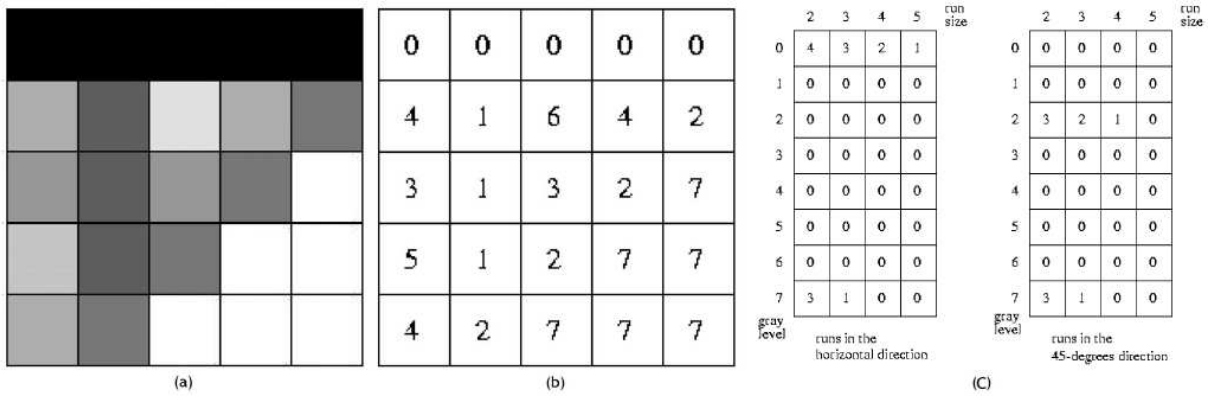 0 0 0 0 0
4 1 6 4 2
3 1 3 2 7
5 1 2 7 7
4 2 7 7 7
2 3 4 5 run size
0 4 3 2 1
1 0 0 0 0
2 0 0 0 0
3 0 0 0 0
4 0 0 0 0
5 0 0 0 0
6 0 0 0 0
7 3 1 0 0
gray level
runs in the
horizontal direction
2 3 4 5 run size
0 0 0 0 0
1 0 0 0 0
2 3 2 1 0
3 0 0 0 0
4 0 0 0 0
5 0 0 0 0
6 0 0 0 0
7 3 1 0 0
gray level
runs in the
45-degrees direction
(a) (b) (C)